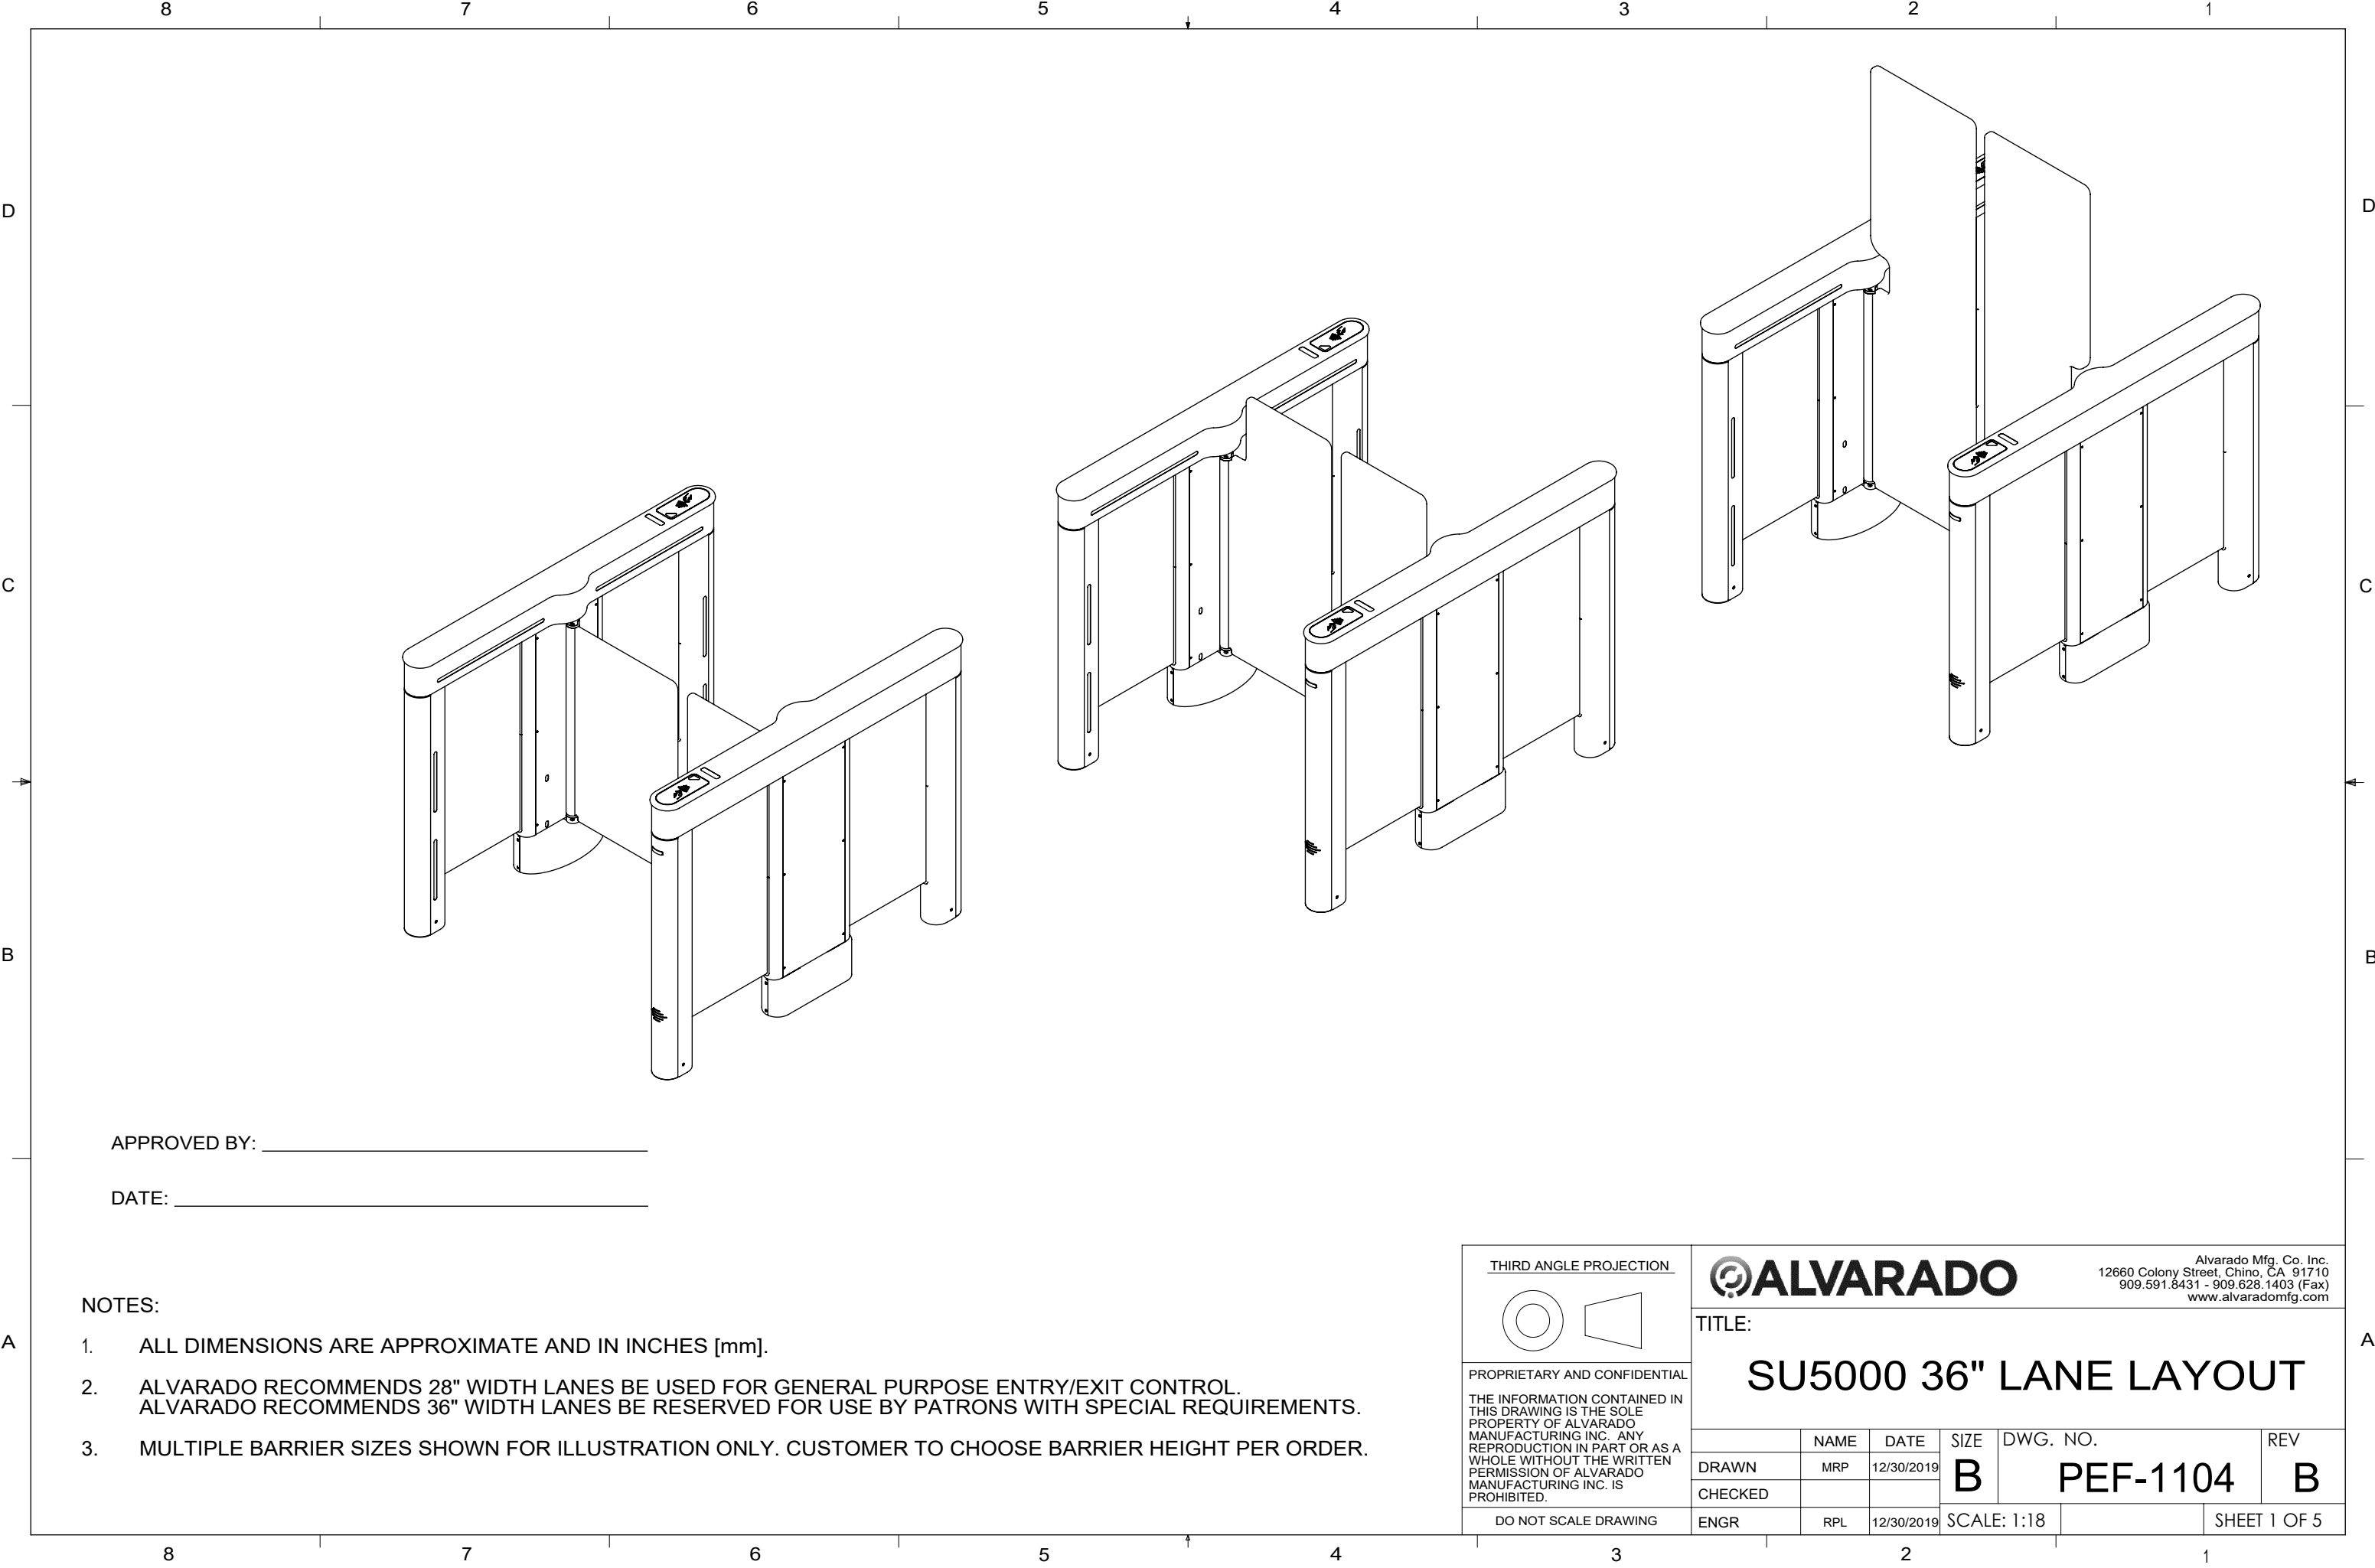 8 7 6 5 4 3 2 1
D D
C C
B B
APPROVED BY:
DATE:
NOTES:
1. ALL DIMENSIONS ARE APPROXIMATE AND IN INCHES [mm].
2. ALVARADO RECOMMENDS 28" WIDTH LANES BE USED FOR GENERAL PURPOSE ENTRY/EXIT CONTROL.
ALVARADO RECOMMENDS 36" WIDTH LANES BE RESERVED FOR USE BY PATRONS WITH SPECIAL REQUIREMENTS.
3. MULTIPLE BARRIER SIZES SHOWN FOR ILLUSTRATION ONLY. CUSTOMER TO CHOOSE BARRIER HEIGHT PER ORDER.
A A
THIRD ANGLE PROJECTION
PROPRIETARY AND CONFIDENTIAL
THE INFORMATION CONTAINED IN
THIS DRAWING IS THE SOLE
PROPERTY OF ALVARADO
MANUFACTURING INC. ANY
REPRODUCTION IN PART OR AS A
WHOLE WITHOUT THE WRITTEN
PERMISSION OF ALVARADO
MANUFACTURING INC. IS
PROHIBITED.
DO NOT SCALE DRAWING
ALVARADO
Alvarado Mfg. Co. Inc.
12660 Colony Street, Chino, CA 91710
909.591.8431 - 909.628.1403 (Fax)
www.alvaradomfg.com
TITLE:
SU5000 36" LANE LAYOUT
NAME DATE
DRAWN MRP 12/30/2019
CHECKED
ENGR RPL 12/30/2019
SIZE
B
DWG. NO.
PEF-1104
REV
B
SCALE: 1:18
SHEET 1 OF 5
8 7 6 5 4 3 2 1